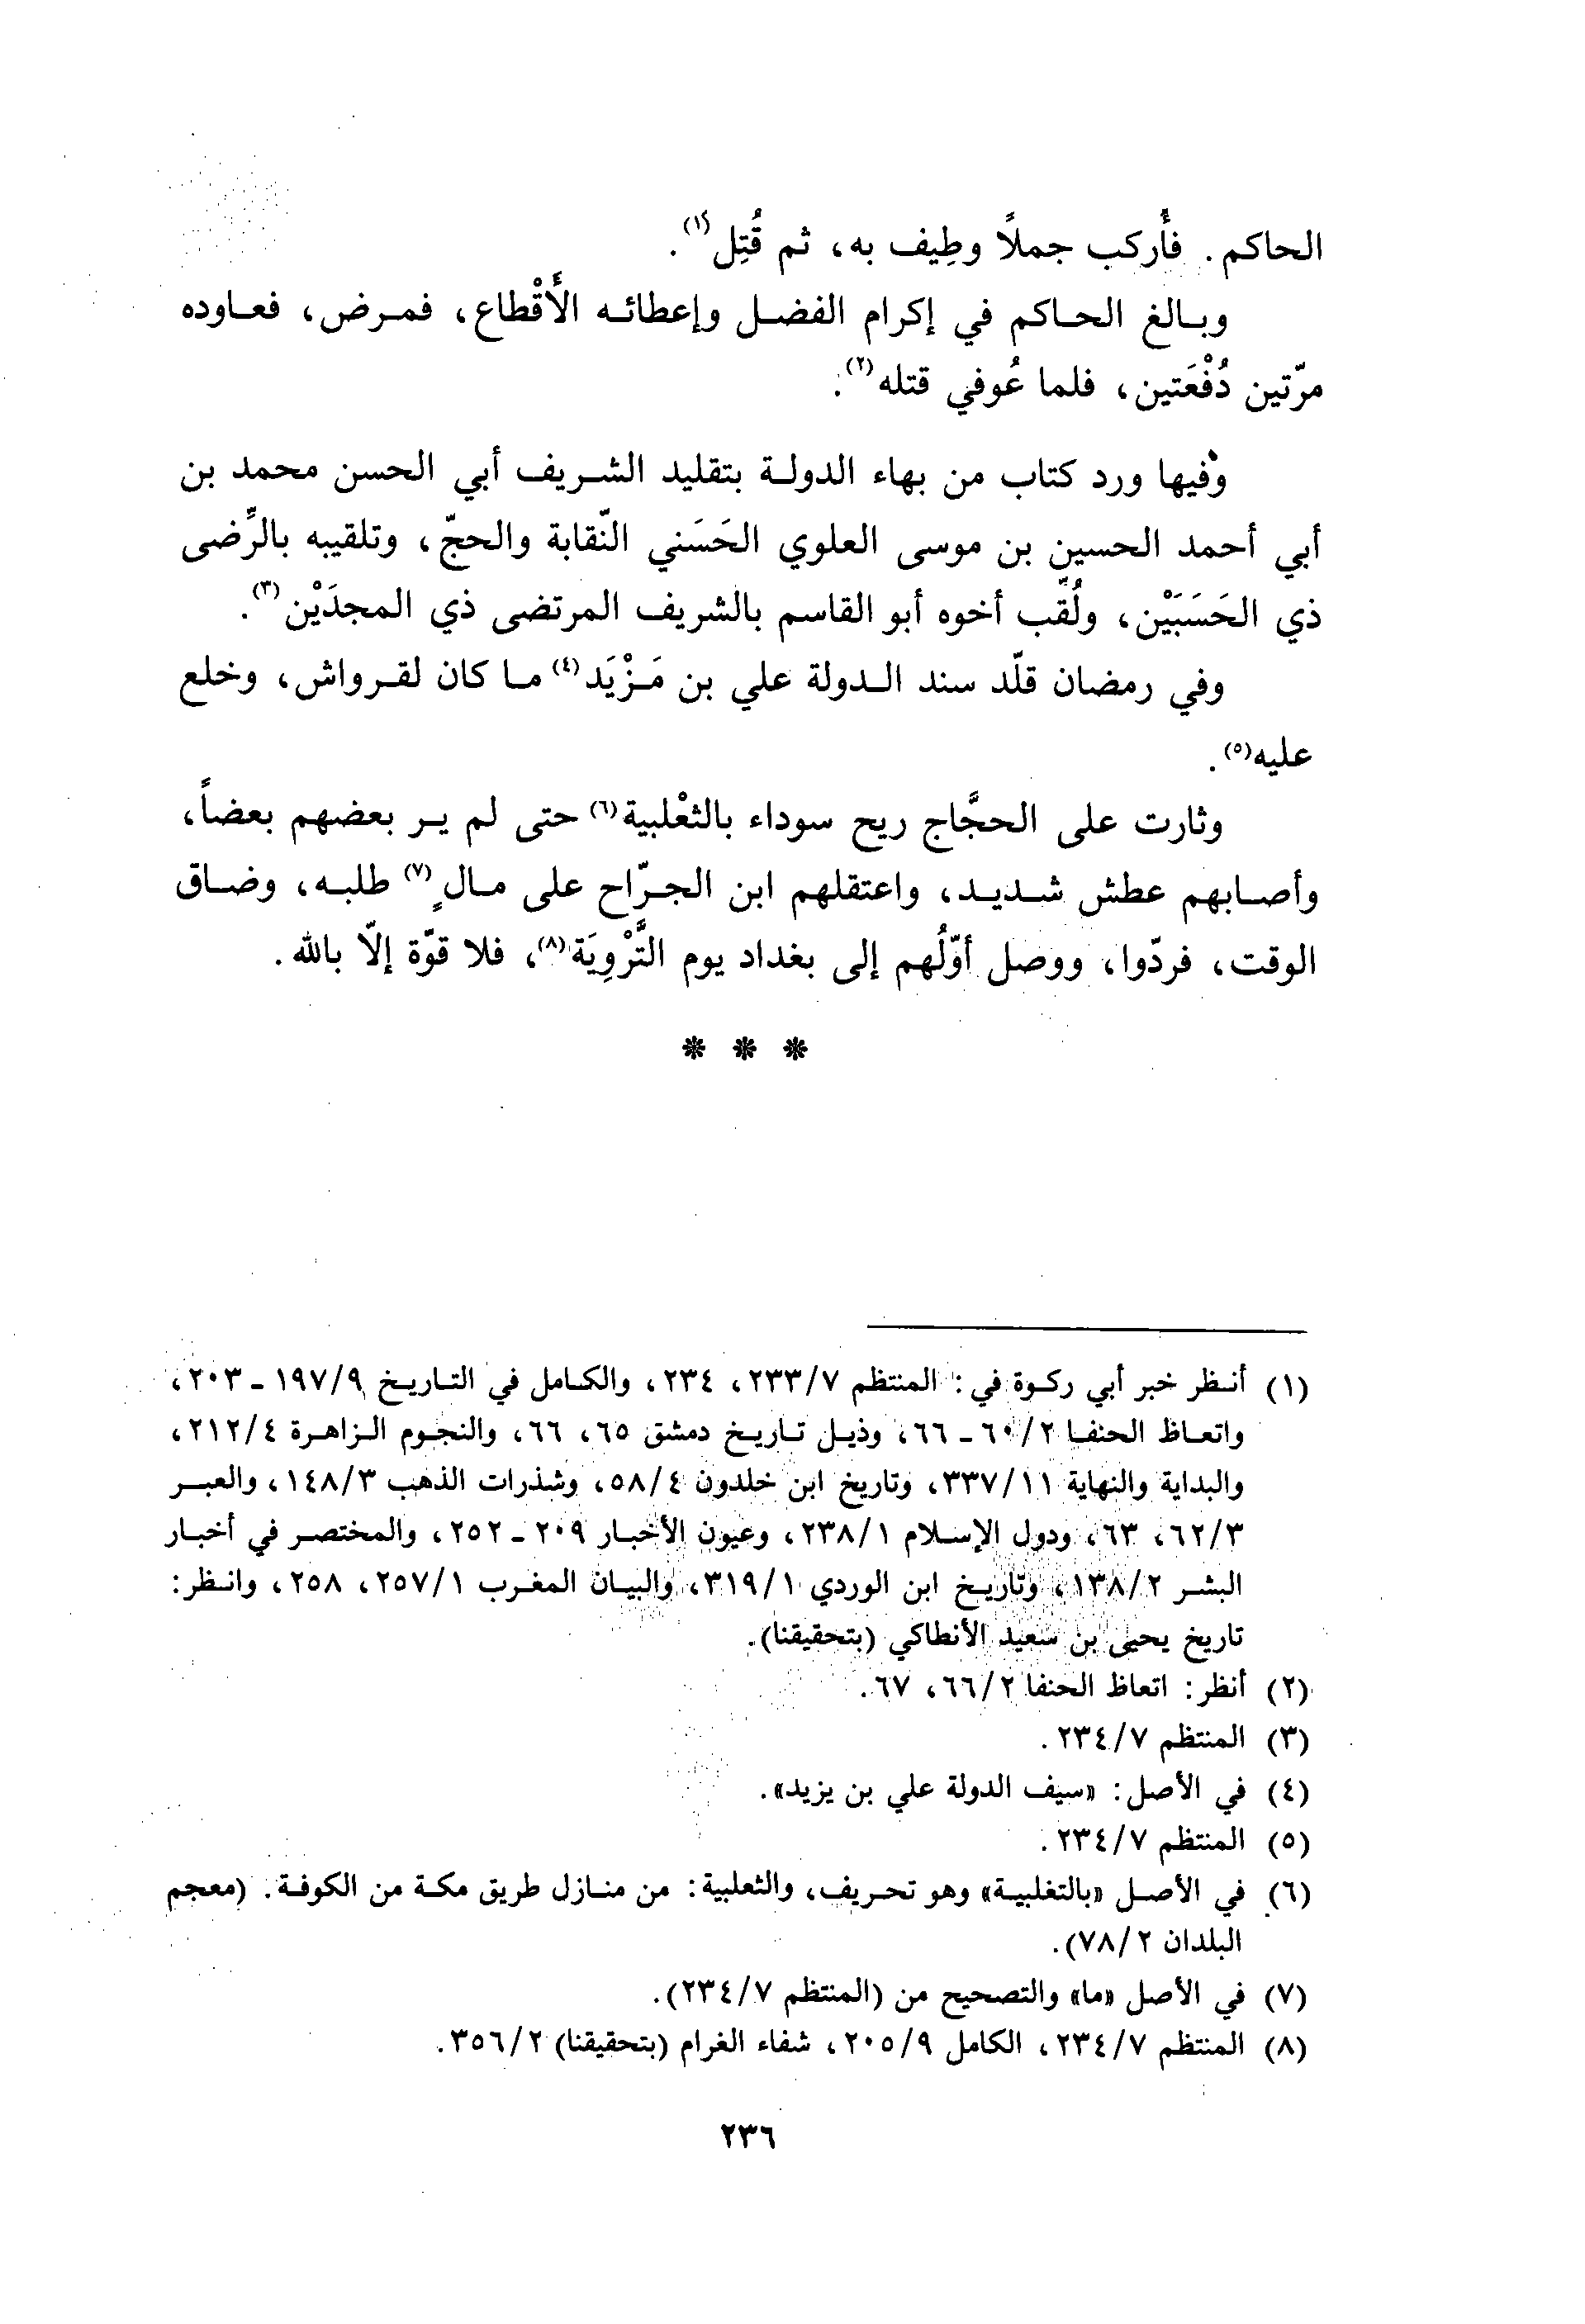 الحاكم. فأُركب جملاً وطِيف به، ثم قُتِل(١).
وبالغ الحاكم في إكرام الفضل وإعطائه الأَقْطاع، فمرض، فعاوده
مرّتين دُفْعَتين، فلما عُوفي قتله(٢).
وفيها ورد كتاب من بهاء الدولة بتقليد الشريف أبي الحسن محمد بن
أبي أحمد الحسين بن موسى العلوي الحَسَني النّقابة والحجّ، وتلقيبه بالرِّضى
ذي الحَسَبَيْن، ولُقِّب أخوه أبو القاسم بالشريف المرتضى ذي المجدَيْن(٣).
وفي رمضان قلّد سند الدولة علي بن مَزْيَد(٤) ما كان لقرواش، وخلع
عليه(٥).
وثارت على الحجَّاج ريح سوداء بالثعْلبية(٦) حتى لم ير بعضهم بعضاً،
وأصابهم عطش شديد، واعتقلهم ابن الجرّاح على مالٍ(٧) طلبه، وضاق
الوقت، فردّوا، ووصل أوّلُهم إلى بغداد يوم التَّرْوِيَة(٨)، فلا قوّة إلّا بالله.
* * *
(١) أنظر خبر أبي ركوة في: المنتظم ٢٣٣/٧، ٢٣٤، والكامل في التاريخ ١٩٧/٩ - ٢٠٣،
واتعاظ الحنفا ٦٠/٢ - ٦٦، وذيل تاريخ دمشق ٦٥، ٦٦، والنجوم الزاهرة ٢١٢/٤،
والبداية والنهاية ٣٣٧/١١، وتاريخ ابن خلدون ٥٨/٤، وشذرات الذهب ١٤٨/٣، والعبر
٦٢/٣، ٦٣، ودول الإسلام ٢٣٨/١، وعيون الأخبار ٢٠٩ - ٢٥٢، والمختصر في أخبار
البشر ١٣٨/٢، وتاريخ ابن الوردي ٣١٩/١، والبيان المغرب ٢٥٧/١، ٢٥٨، وانظر:
تاريخ يحيى بن سعيد الأنطاكي (بتحقيقنا).
(٢) أنظر: اتعاظ الحنفا ٦٦/٢، ٦٧.
(٣) المنتظم ٢٣٤/٧.
(٤) في الأصل: «سيف الدولة علي بن يزيد».
(٥) المنتظم ٢٣٤/٧.
(٦) في الأصل «بالتغلبية» وهو تحريف، والثعلبية: من منازل طريق مكة من الكوفة. (معجم
البلدان ٧٨/٢).
(٧) في الأصل «ما» والتصحيح من (المنتظم ٢٣٤/٧).
(٨) المنتظم ٢٣٤/٧، الكامل ٢٠٥/٩، شفاء الغرام (بتحقيقنا) ٣٥٦/٢.
٢٣٦